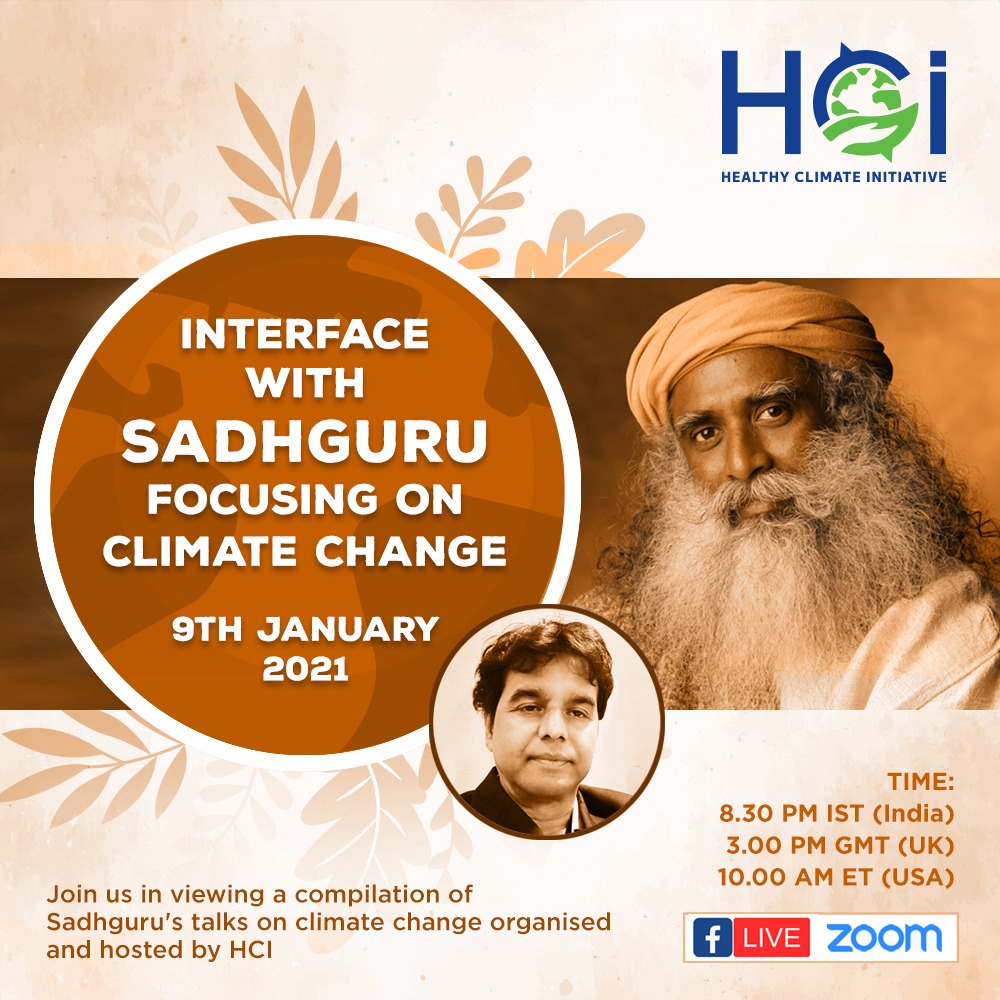 HCi
HEALTHY CLIMATE INITIATIVE
INTERFACE
WITH
SADHGURU
FOCUSING ON
CLIMATE CHANGE
9TH JANUARY
2021
TIME:
8.30 PM IST (India)
3.00 PM GMT (UK)
10.00 AM ET (USA)
Join us in viewing a compilation of
Sadhguru's talks on climate change organised
and hosted by HCI
f LIVE zoom